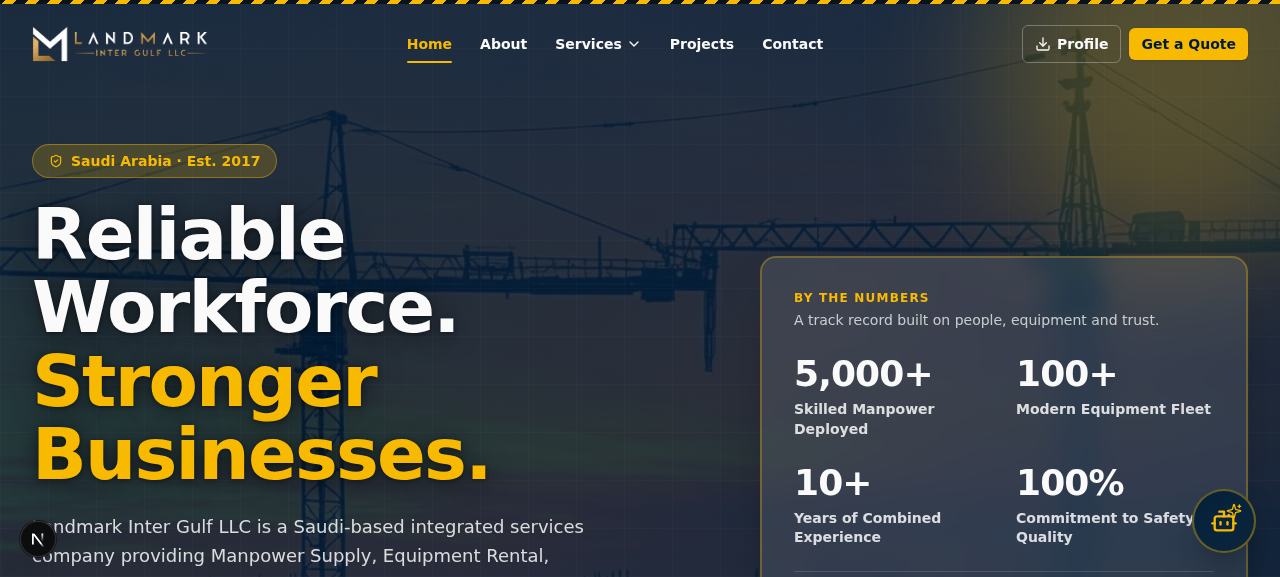 LANDMARK
INTER GULF LLC
Home
About
Services
Projects
Contact
Profile
Get a Quote
Saudi Arabia · Est. 2017
Reliable
Workforce.
Stronger
Businesses.
Landmark Inter Gulf LLC is a Saudi-based integrated services
company providing Manpower Supply, Equipment Rental,
N
BY THE NUMBERS
A track record built on people, equipment and trust.
5,000+
Skilled Manpower
Deployed
100+
Modern Equipment Fleet
10+
Years of Combined
Experience
100%
Commitment to Safety
Quality